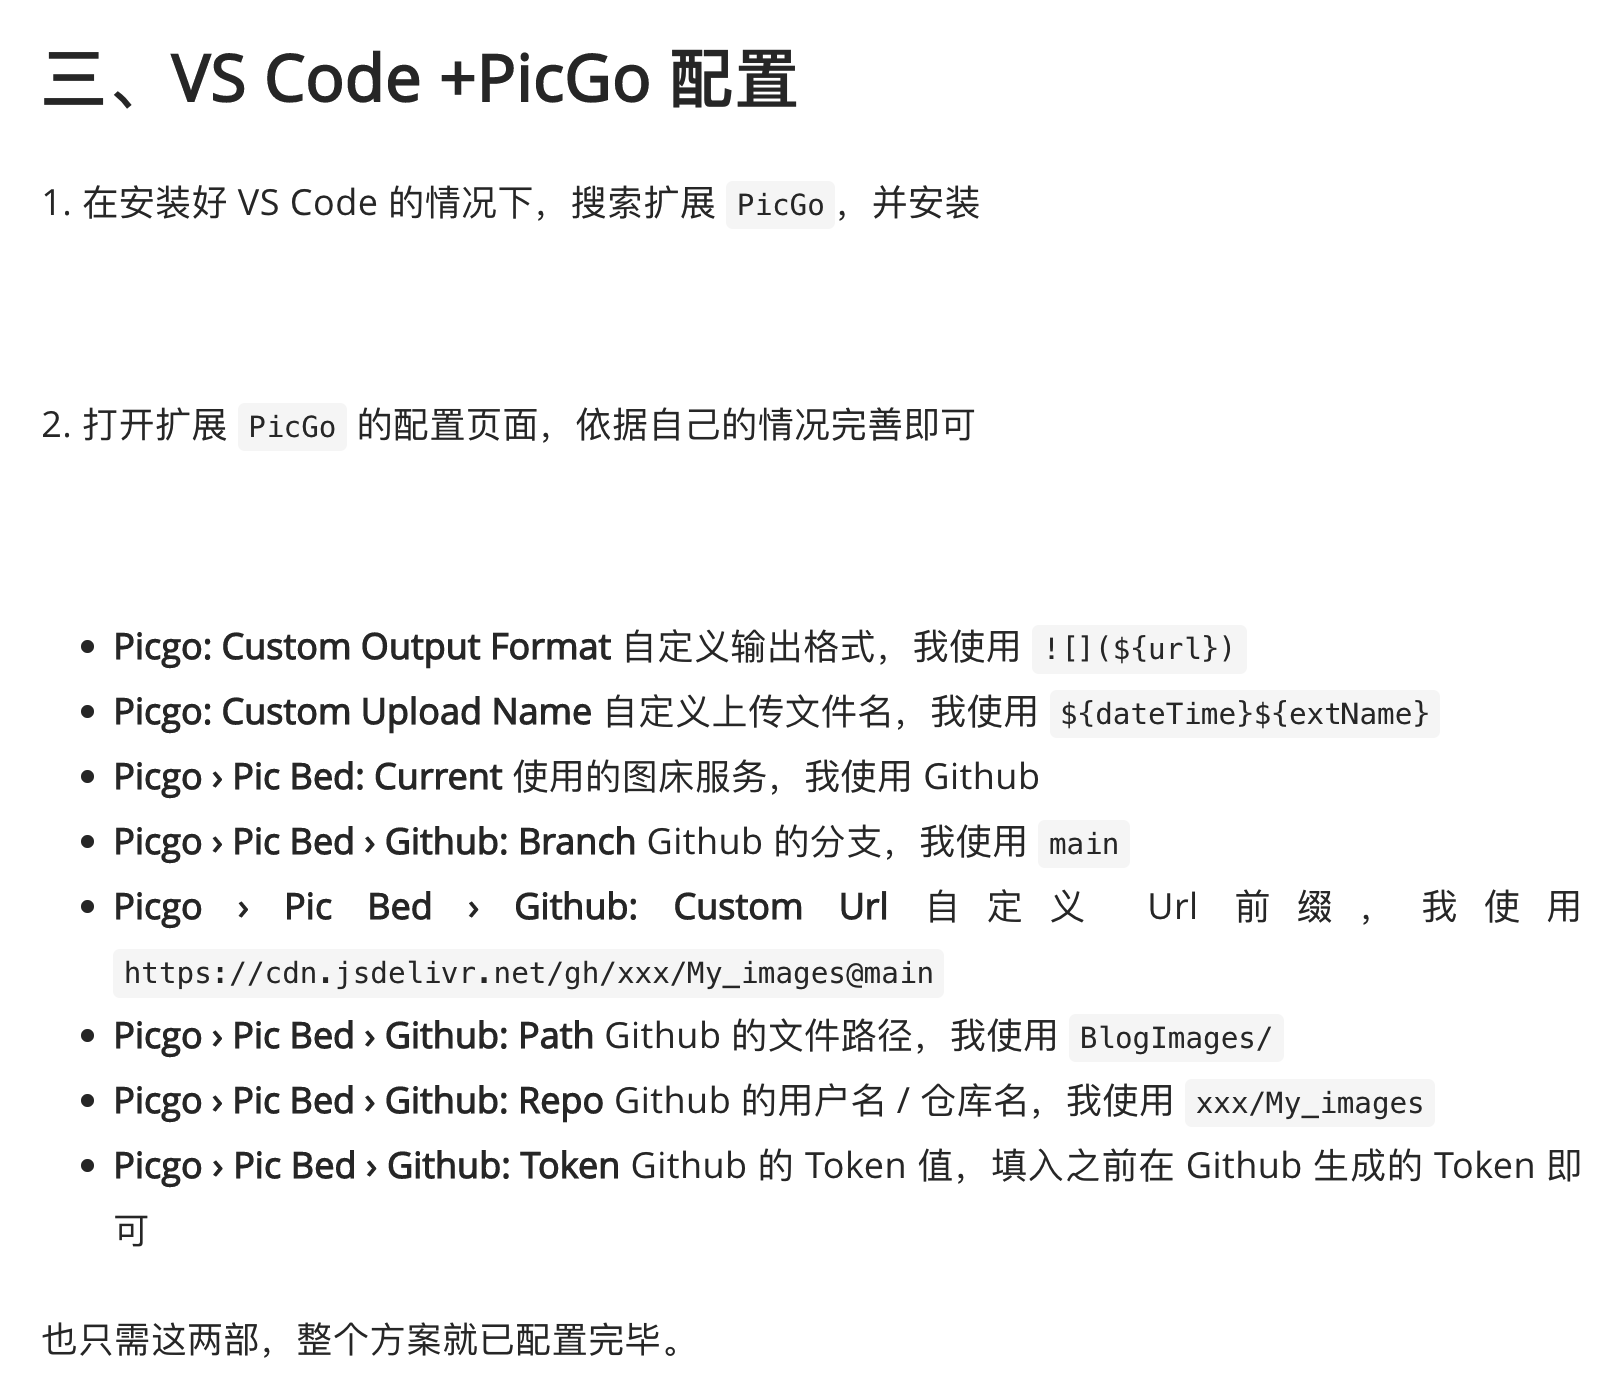 三、VS Code +PicGo 配置
1. 在安装好 VS Code 的情况下，搜索扩展 PicGo，并安装
2. 打开扩展 PicGo 的配置页面，依据自己的情况完善即可
• Picgo: Custom Output Format 自定义输出格式，我使用 ![](${url})
• Picgo: Custom Upload Name 自定义上传文件名，我使用 ${dateTime}${extName}
• Picgo › Pic Bed: Current 使用的图床服务，我使用 Github
• Picgo › Pic Bed › Github: Branch Github 的分支，我使用 main
• Picgo › Pic Bed › Github: Custom Url 自定义 Url 前缀，我使用
https://cdn.jsdelivr.net/gh/xxx/My_images@main
• Picgo › Pic Bed › Github: Path Github 的文件路径，我使用 BlogImages/
• Picgo › Pic Bed › Github: Repo Github 的用户名 / 仓库名，我使用 xxx/My_images
• Picgo › Pic Bed › Github: Token Github 的 Token 值，填入之前在 Github 生成的 Token 即
可
也只需这两部，整个方案就已配置完毕。